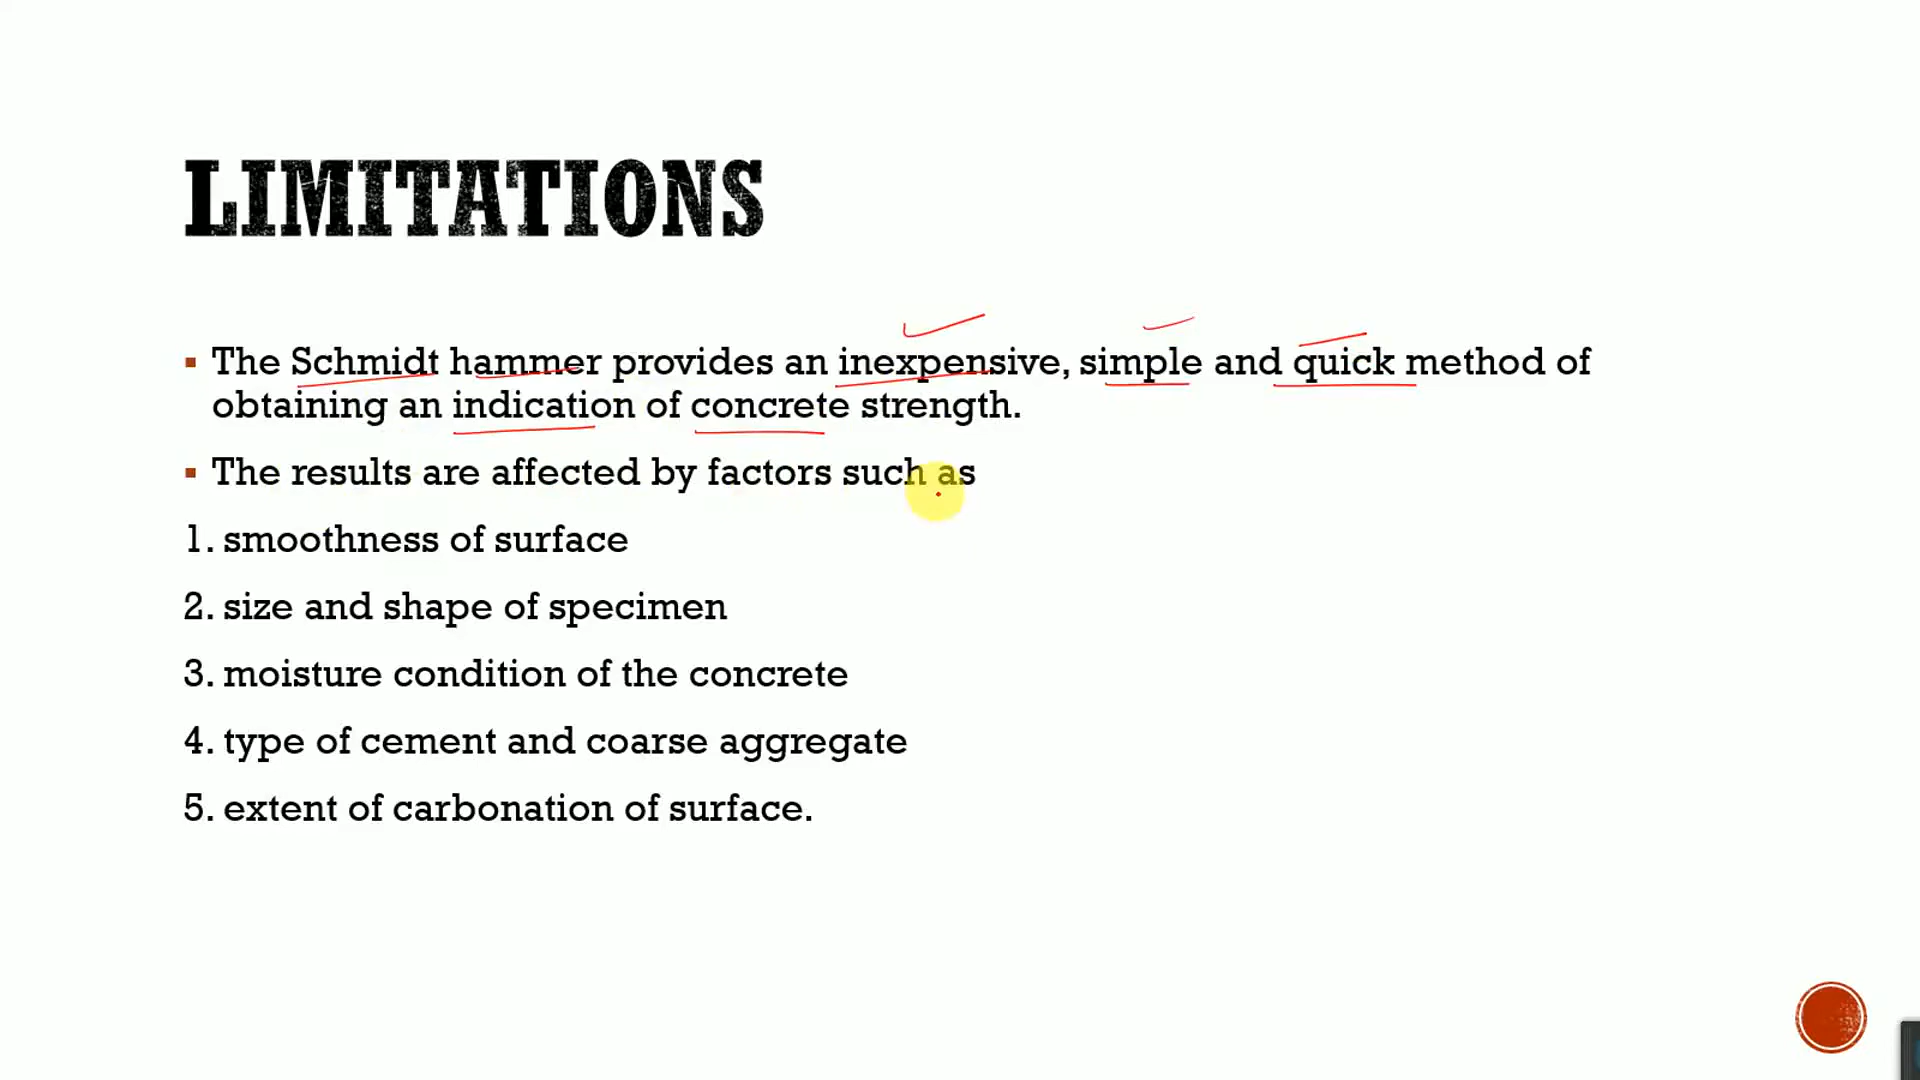 LIMITATIONS
▪ The Schmidt hammer provides an inexpensive, simple and quick method of
obtaining an indication of concrete strength.
▪ The results are affected by factors such as
1. smoothness of surface
2. size and shape of specimen
3. moisture condition of the concrete
4. type of cement and coarse aggregate
5. extent of carbonation of surface.